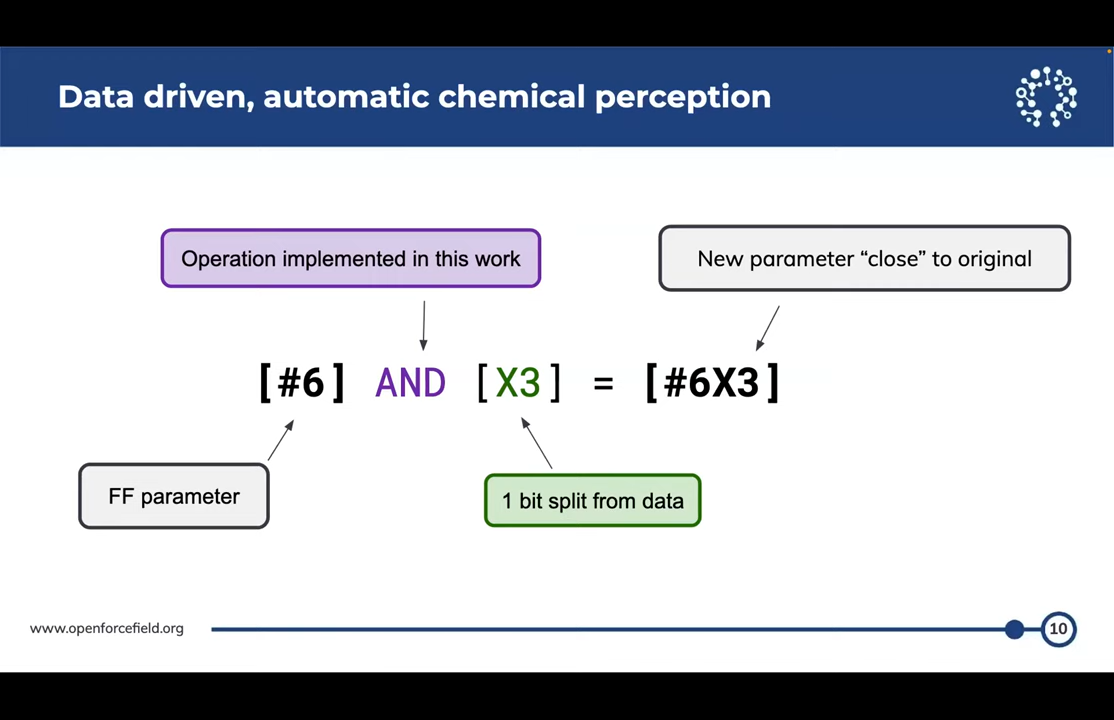 Data driven, automatic chemical perception
Operation implemented in this work
New parameter “close” to original
[#6] AND [X3] = [#6X3]
FF parameter
1 bit split from data
www.openforcefield.org
10